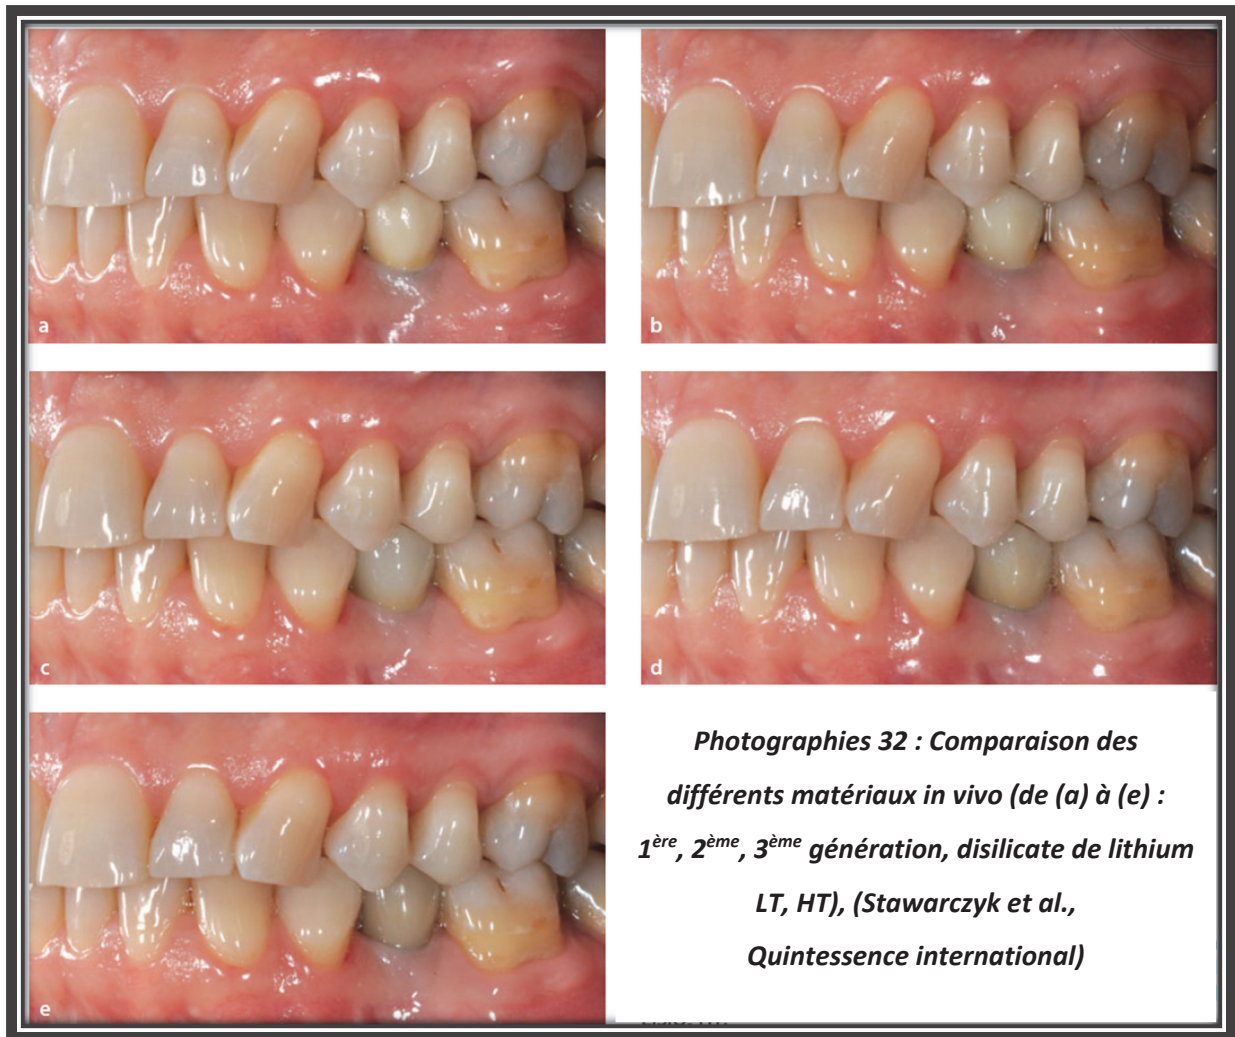 a
b
c
d
e
Photographies 32 : Comparaison des
différents matériaux in vivo (de (a) à (e) :
1ère, 2ème, 3ème génération, disilicate de lithium
LT, HT), (Stawarczyk et al.,
Quintessence international)